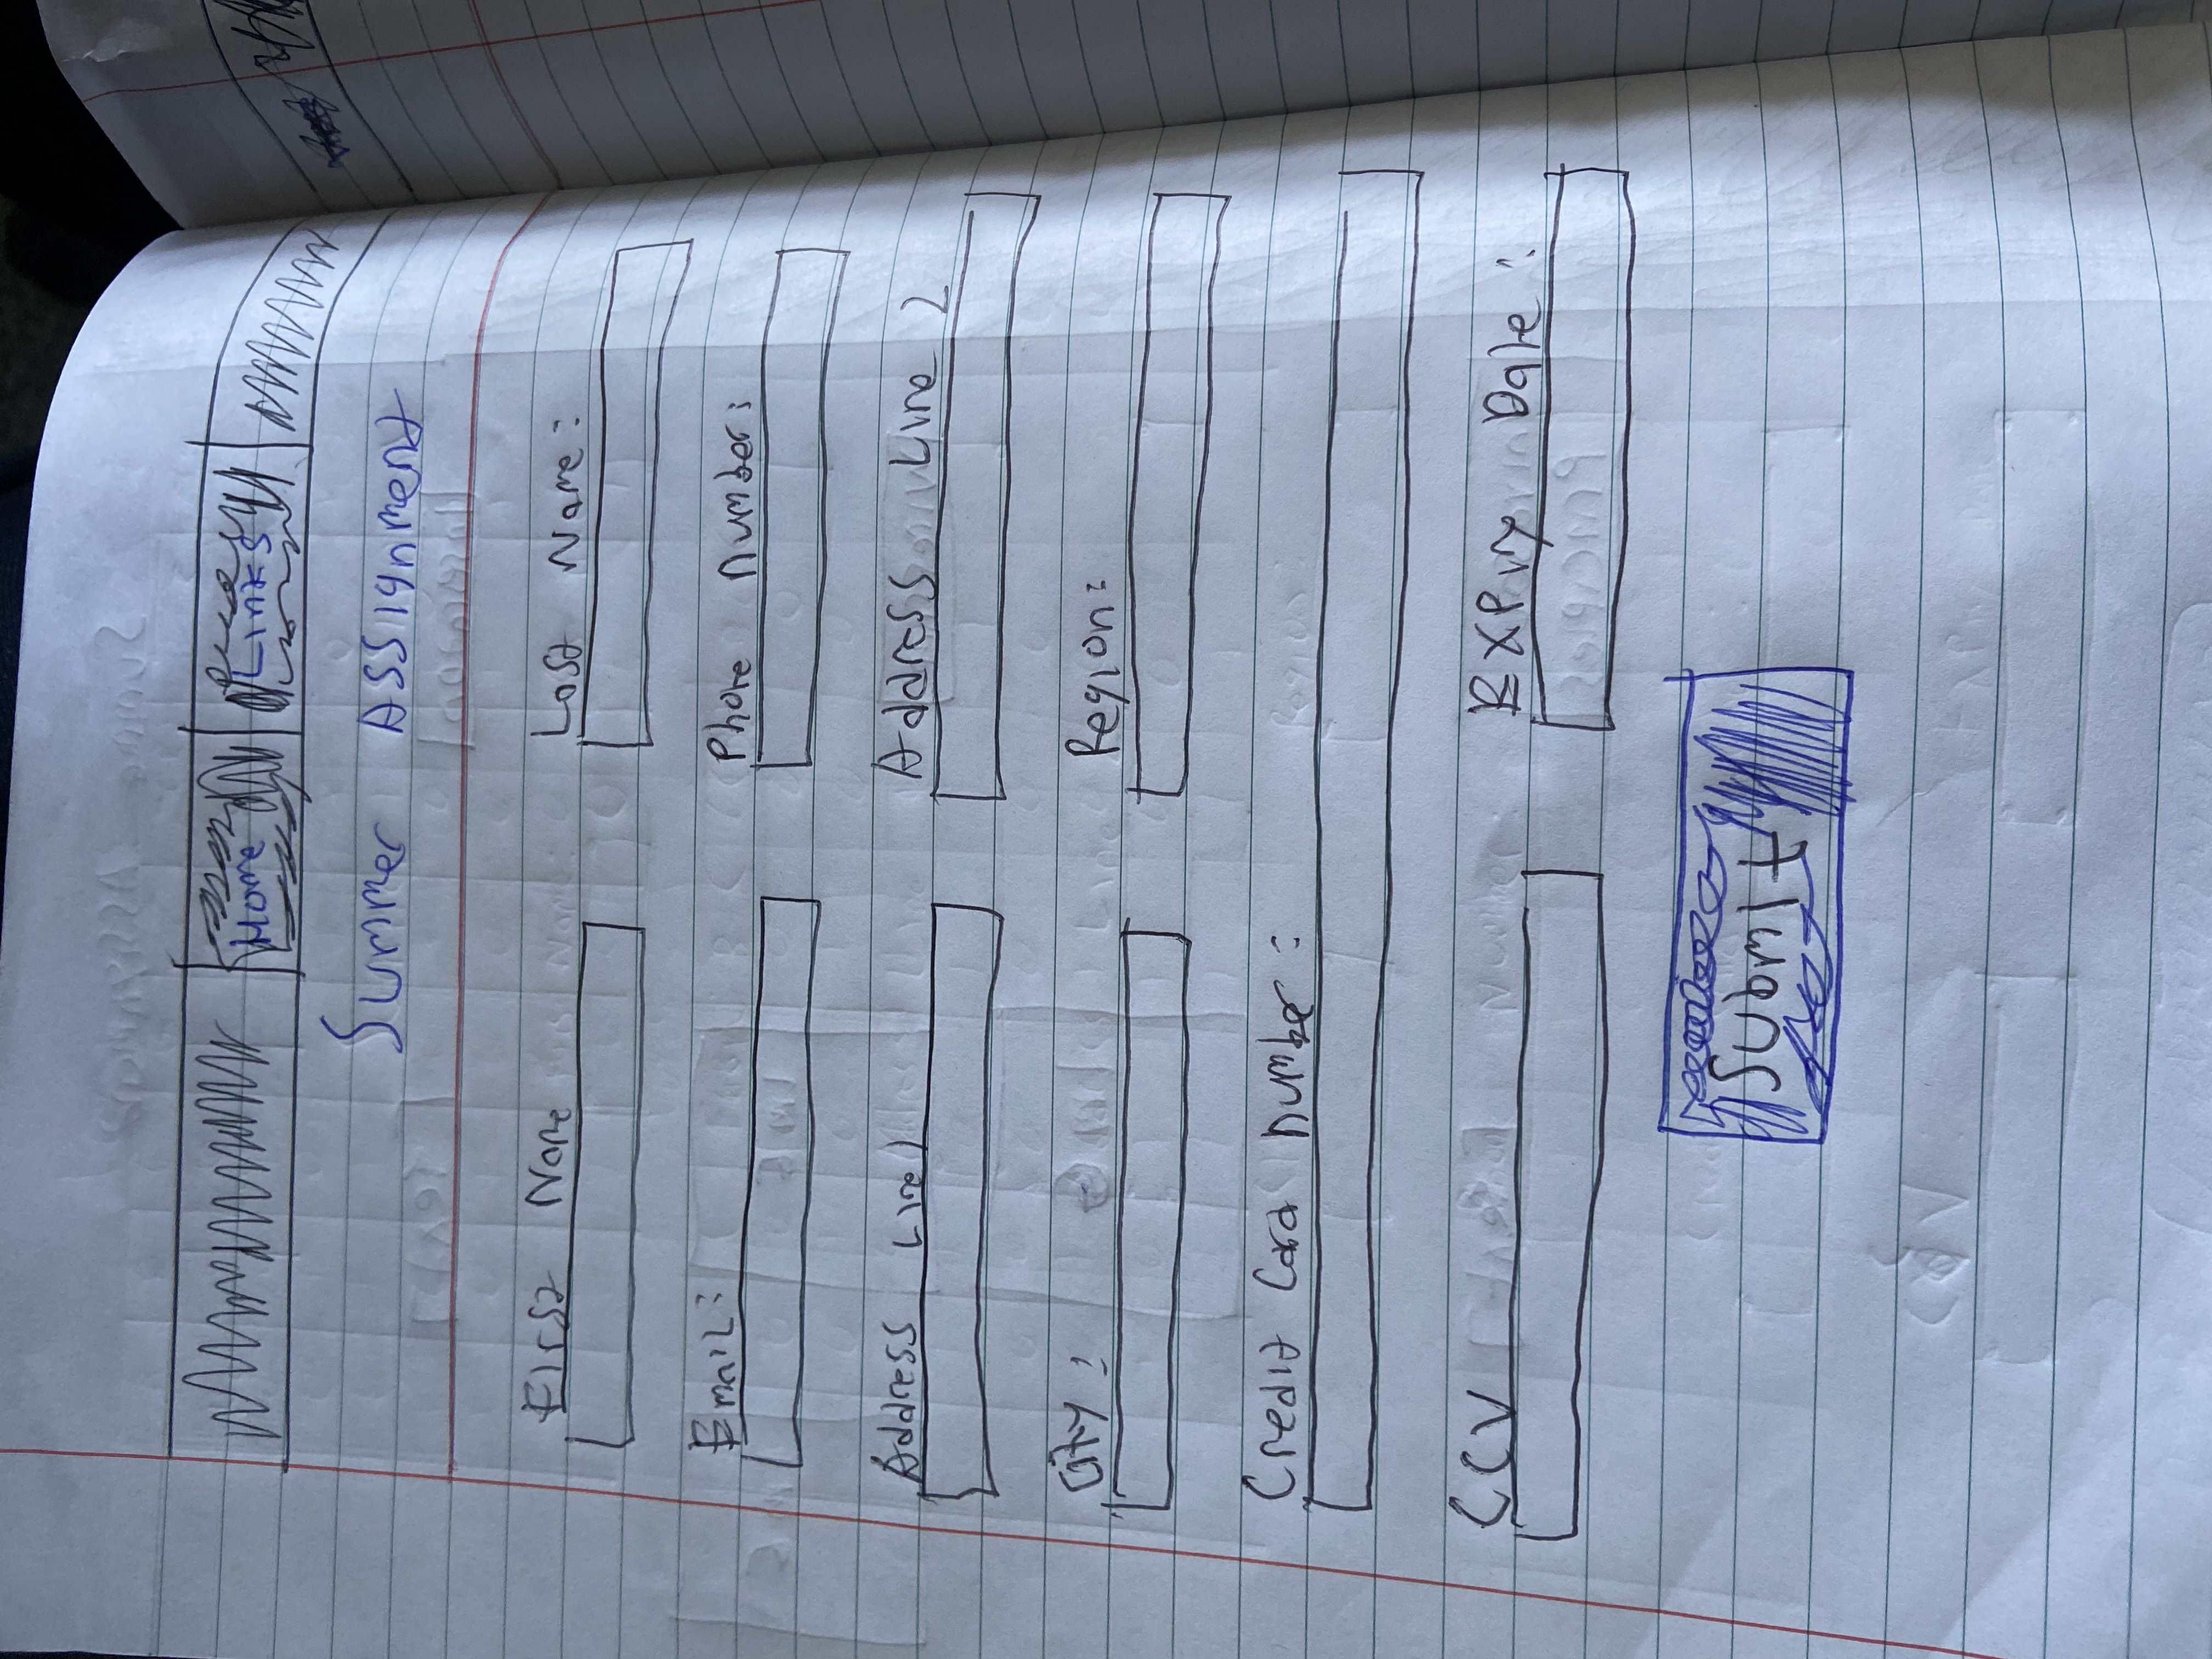 Home Links
Summer Assignment
First Name Last Name:
Email: Phone number:
Address Line 1 Address Line 2
City: Region:
Credit Card number:
CCV Expiry Date:
Submit